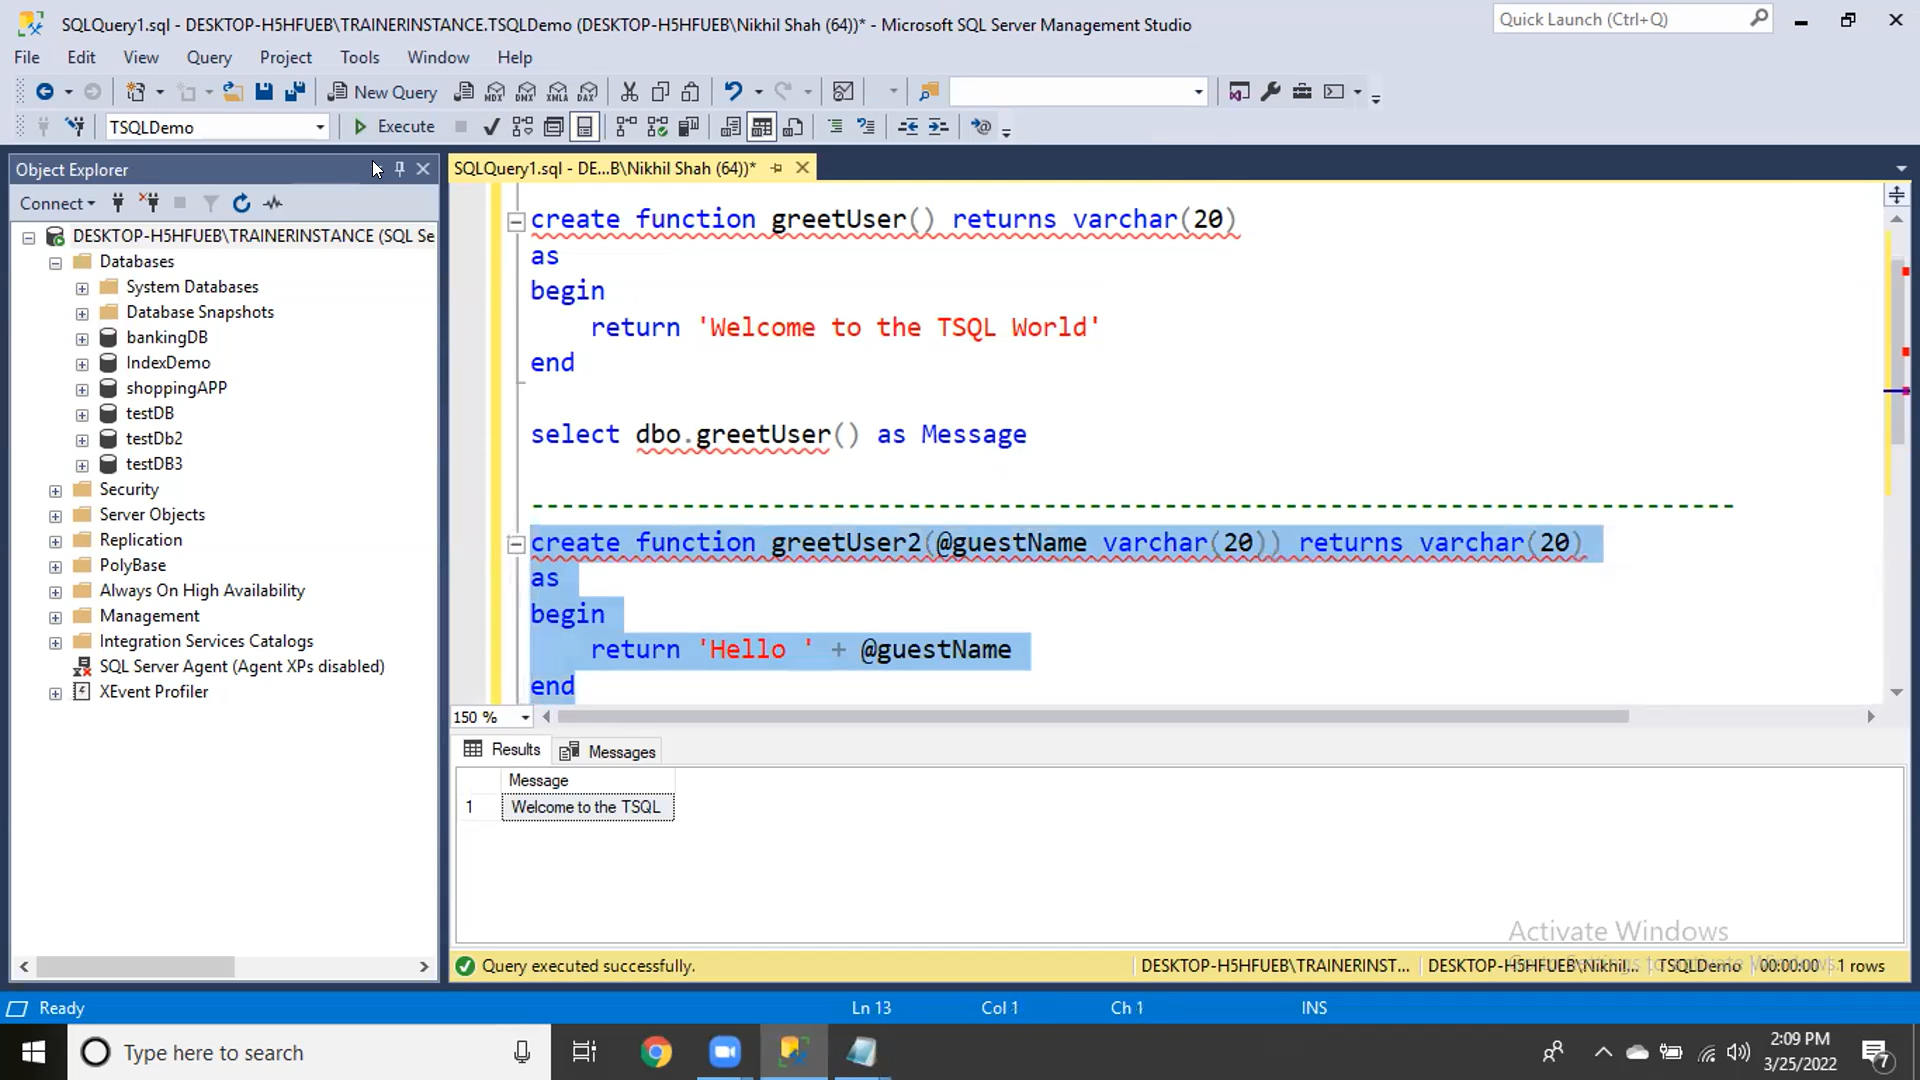 SQLQuery1.sql - DESKTOP-H5HFUEB\TRAINERINSTANCE.TSQLDemo (DESKTOP-H5HFUEB\Nikhil Shah (64))* - Microsoft SQL Server Management Studio
Quick Launch (Ctrl+Q)
File Edit View Query Project Tools Window Help
New Query
TSQLDemo
Execute
Object Explorer
SQLQuery1.sql - DE...B\Nikhil Shah (64))*
Connect
DESKTOP-H5HFUEB\TRAINERINSTANCE (SQL Se
Databases
System Databases
Database Snapshots
bankingDB
IndexDemo
shoppingAPP
testDB
testDb2
testDB3
Security
Server Objects
Replication
PolyBase
Always On High Availability
Management
Integration Services Catalogs
SQL Server Agent (Agent XPs disabled)
XEvent Profiler
create function greetUser() returns varchar(20)
as
begin
return 'Welcome to the TSQL World'
end
select dbo.greetUser() as Message
---------------------------------------------------------------------------------
create function greetUser2(@guestName varchar(20)) returns varchar(20)
as
begin
return 'Hello ' + @guestName
end
150 %
Results Messages
Message
1 Welcome to the TSQL
Activate Windows
Query executed successfully.
DESKTOP-H5HFUEB\TRAINERINST... DESKTOP-H5HFUEB\Nikhil... TSQLDemo 00:00:00 1 rows
Ready Ln 13 Col 1 Ch 1 INS
Type here to search
2:09 PM
3/25/2022
7